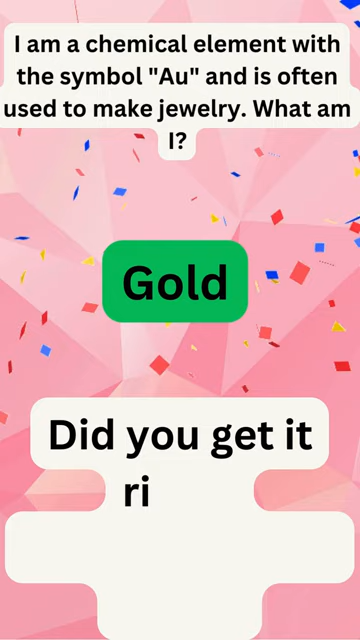 I am a chemical element with
the symbol "Au" and is often
used to make jewelry. What am
I?
Gold
Did you get it
ri